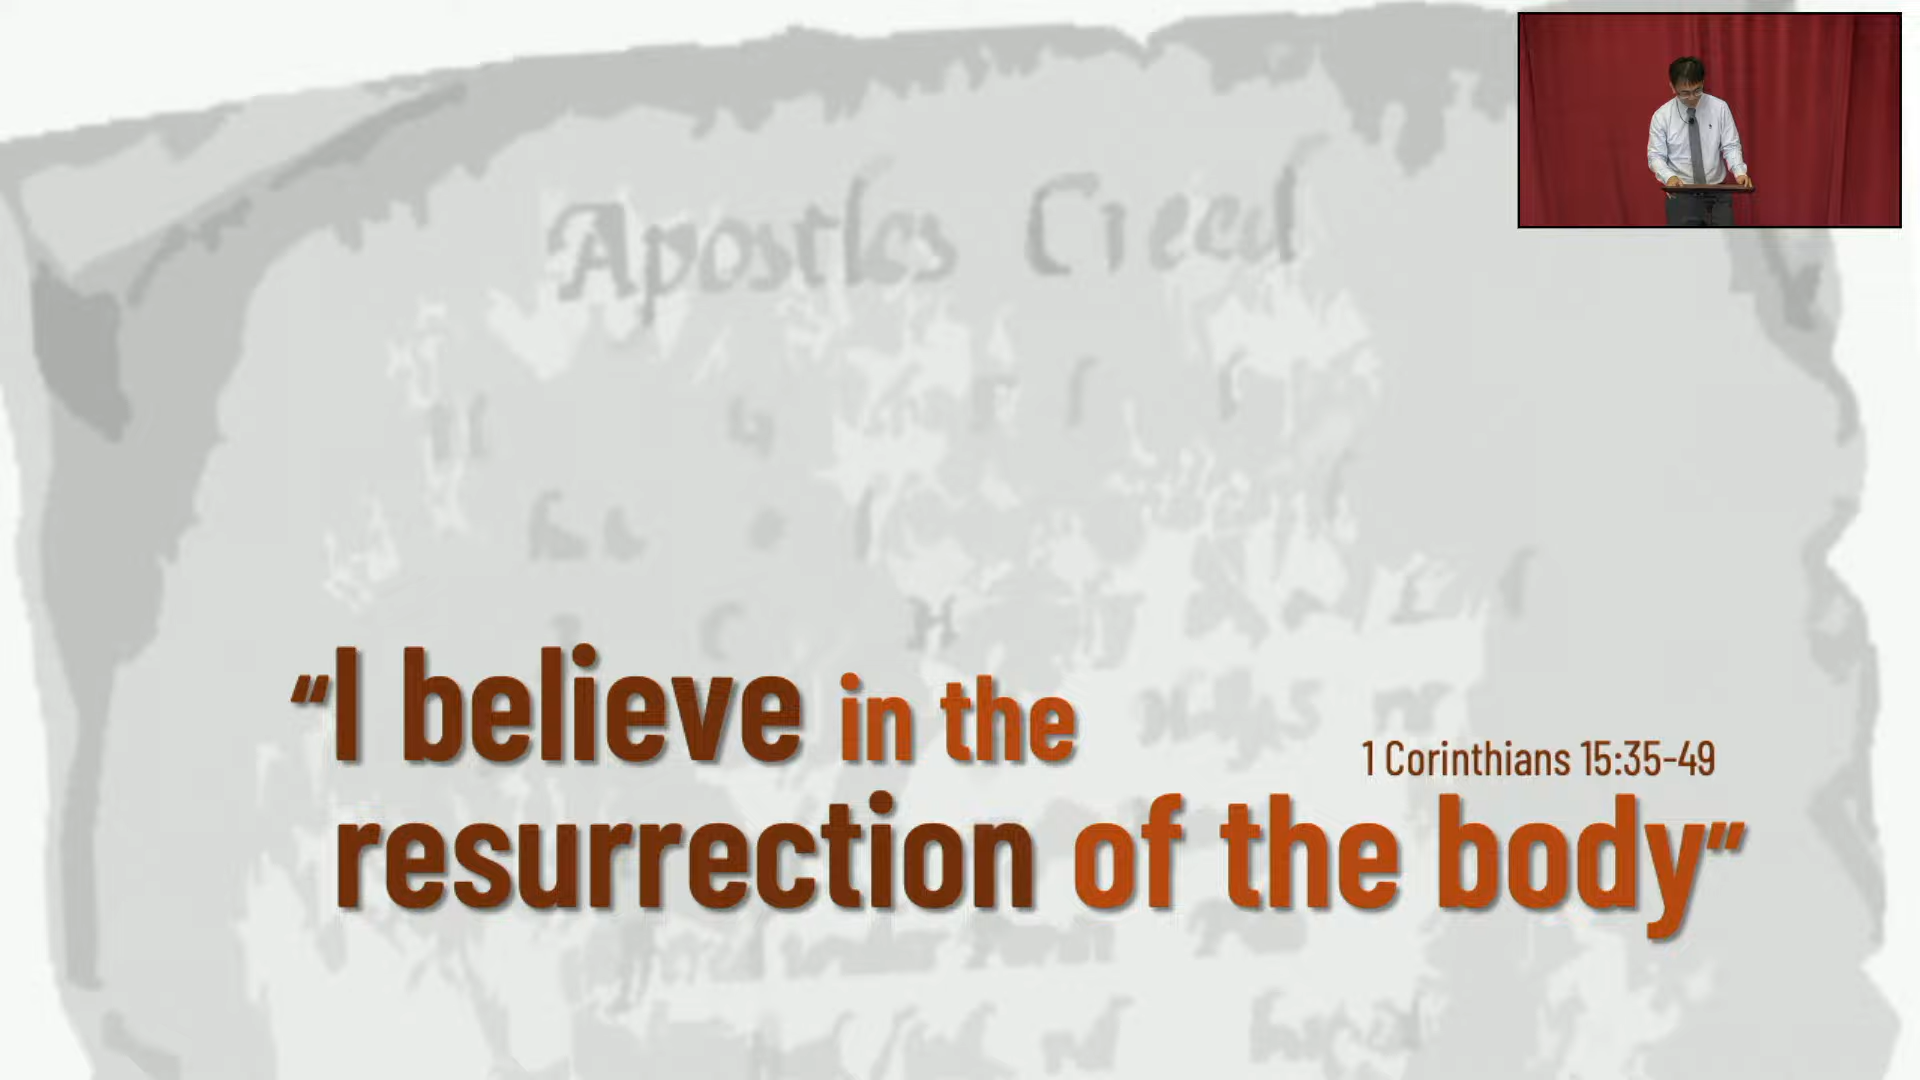 Apostles Creed
“I believe in the
1 Corinthians 15:35-49
resurrection of the body”